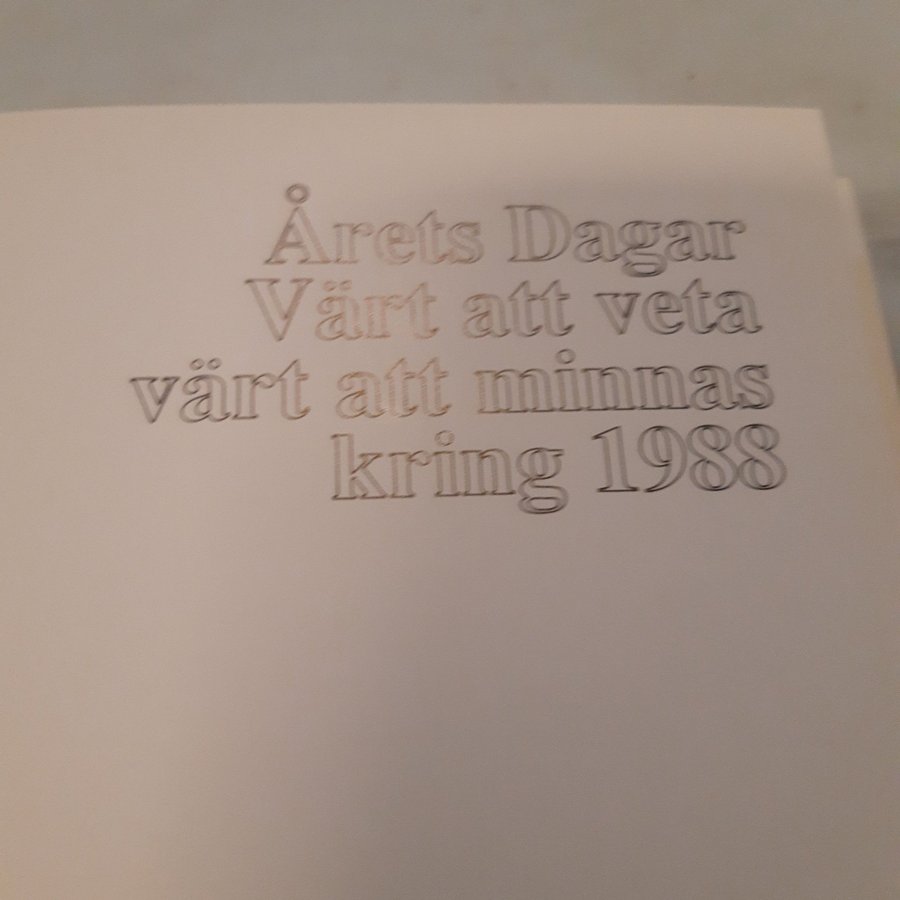 Årets Dagar
Värt att veta
värt att minnas
kring 1988